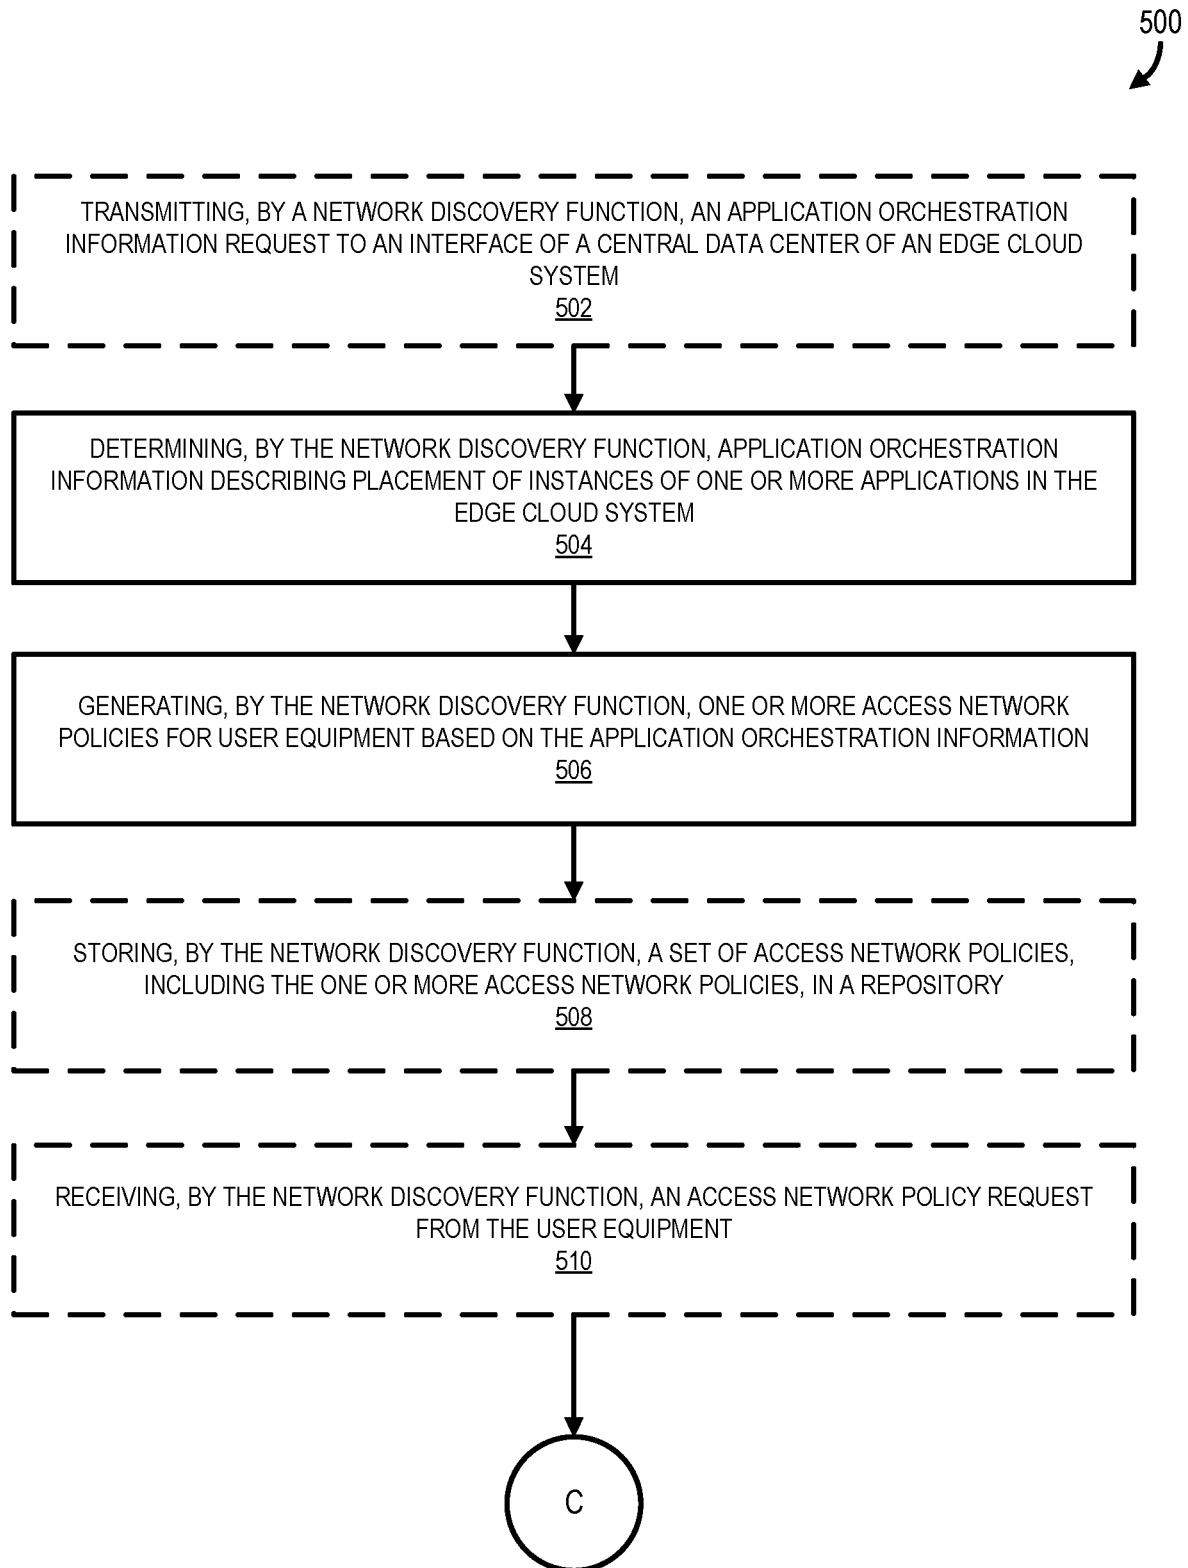 500
TRANSMITTING, BY A NETWORK DISCOVERY FUNCTION, AN APPLICATION ORCHESTRATION
INFORMATION REQUEST TO AN INTERFACE OF A CENTRAL DATA CENTER OF AN EDGE CLOUD
SYSTEM
502
DETERMINING, BY THE NETWORK DISCOVERY FUNCTION, APPLICATION ORCHESTRATION
INFORMATION DESCRIBING PLACEMENT OF INSTANCES OF ONE OR MORE APPLICATIONS IN THE
EDGE CLOUD SYSTEM
504
GENERATING, BY THE NETWORK DISCOVERY FUNCTION, ONE OR MORE ACCESS NETWORK
POLICIES FOR USER EQUIPMENT BASED ON THE APPLICATION ORCHESTRATION INFORMATION
506
STORING, BY THE NETWORK DISCOVERY FUNCTION, A SET OF ACCESS NETWORK POLICIES,
INCLUDING THE ONE OR MORE ACCESS NETWORK POLICIES, IN A REPOSITORY
508
RECEIVING, BY THE NETWORK DISCOVERY FUNCTION, AN ACCESS NETWORK POLICY REQUEST
FROM THE USER EQUIPMENT
510
C